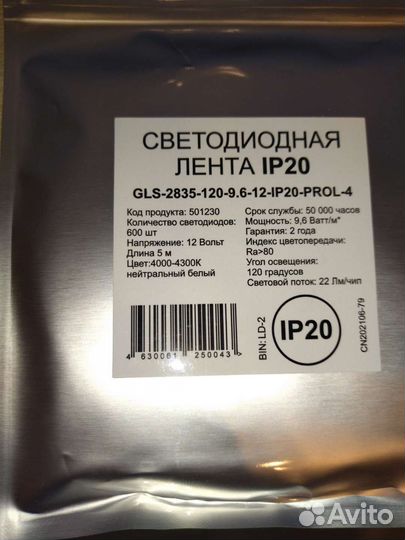 СВЕТОДИОДНАЯ
ЛЕНТА IP20
GLS-2835-120-9.6-12-IP20-PROL-4
Код продукта: 501230
Количество светодиодов:
600 шт
Напряжение: 12 Вольт
Длина 5 м
Цвет:4000-4300К
нейтральный белый
Срок службы: 50 000 часов
Мощность: 9,6 Ватт/м*
Гарантия: 2 года
Индекс цветопередачи:
Ra>80
Угол освещения:
120 градусов
Световой поток: 22 Лм/чип
4 630061 250043 >
BIN: LD-2
IP20
CN202106-79
Avito